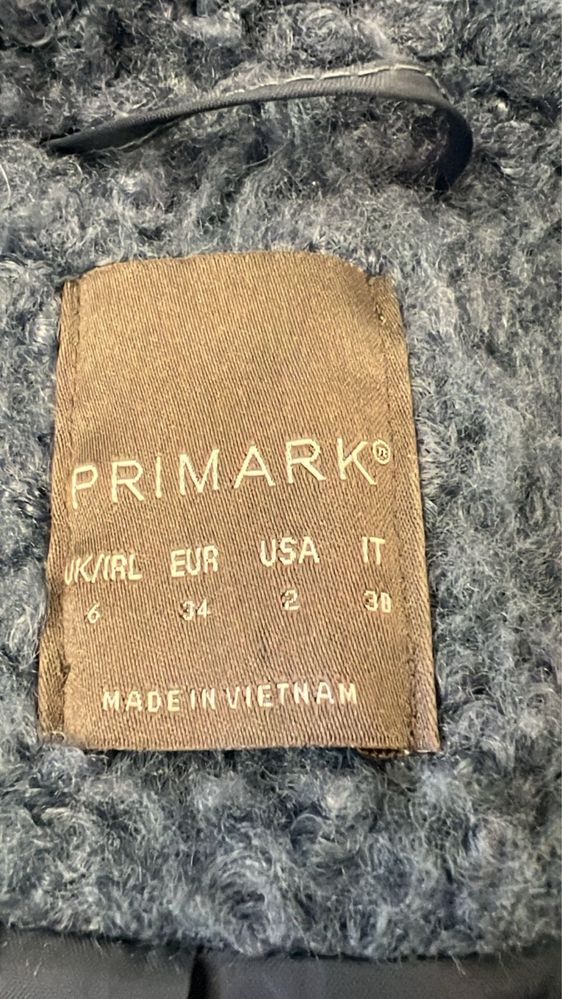 PRIMARK®
UK/IRL EUR USA IT
6 34 2 38
MADE IN VIETNAM